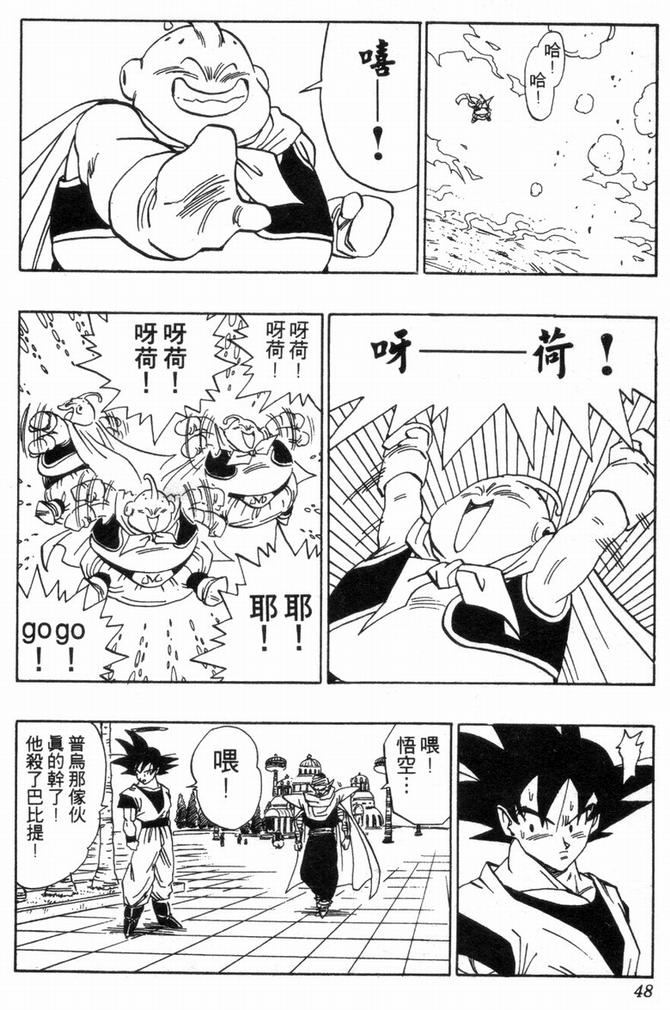 哈！
哈！
嘻—！
呀——荷！
呀荷！
呀荷！
呀荷！
呀荷！
耶！
耶！
go！
go！
喂！
悟空…
喂！
普烏那傢伙
真的幹了！
他殺了巴比提！
48